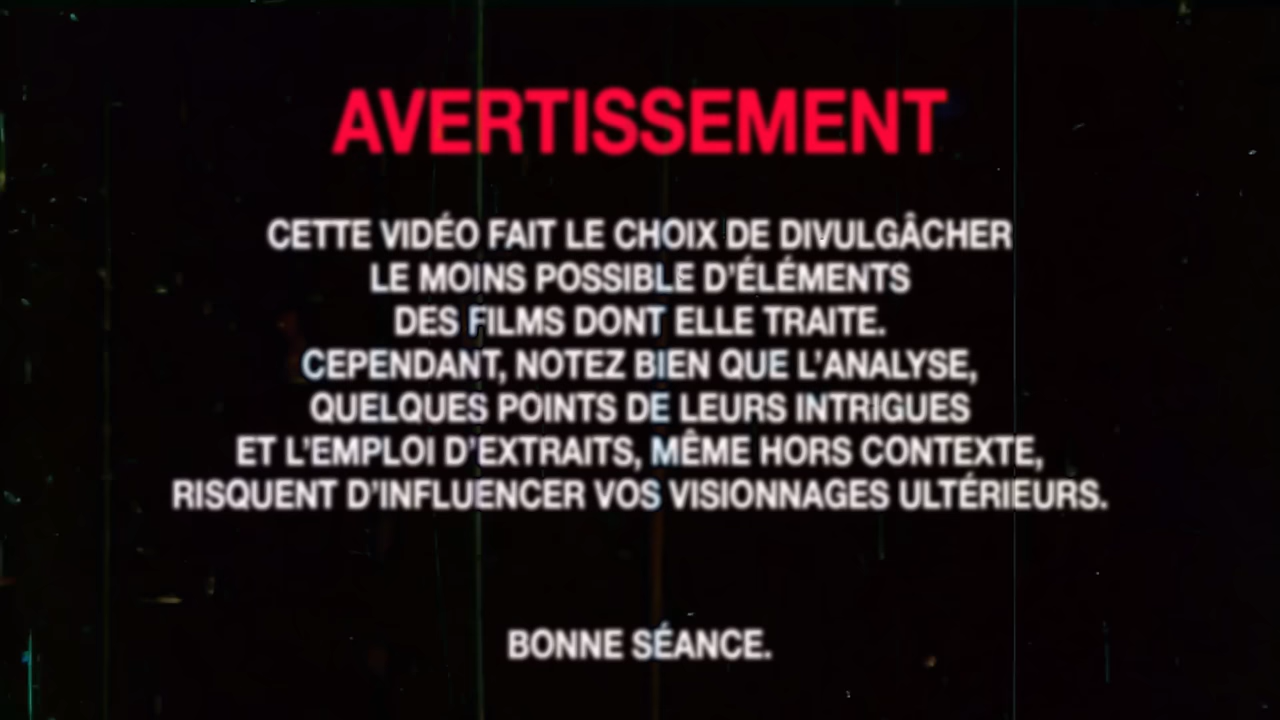 AVERTISSEMENT
CETTE VIDÉO FAIT LE CHOIX DE DIVULGÂCHER
LE MOINS POSSIBLE D'ÉLÉMENTS
DES FILMS DONT ELLE TRAITE.
CEPENDANT, NOTEZ BIEN QUE L'ANALYSE,
QUELQUES POINTS DE LEURS INTRIGUES
ET L'EMPLOI D'EXTRAITS, MÊME HORS CONTEXTE,
RISQUENT D'INFLUENCER VOS VISIONNAGES ULTÉRIEURS.
BONNE SÉANCE.